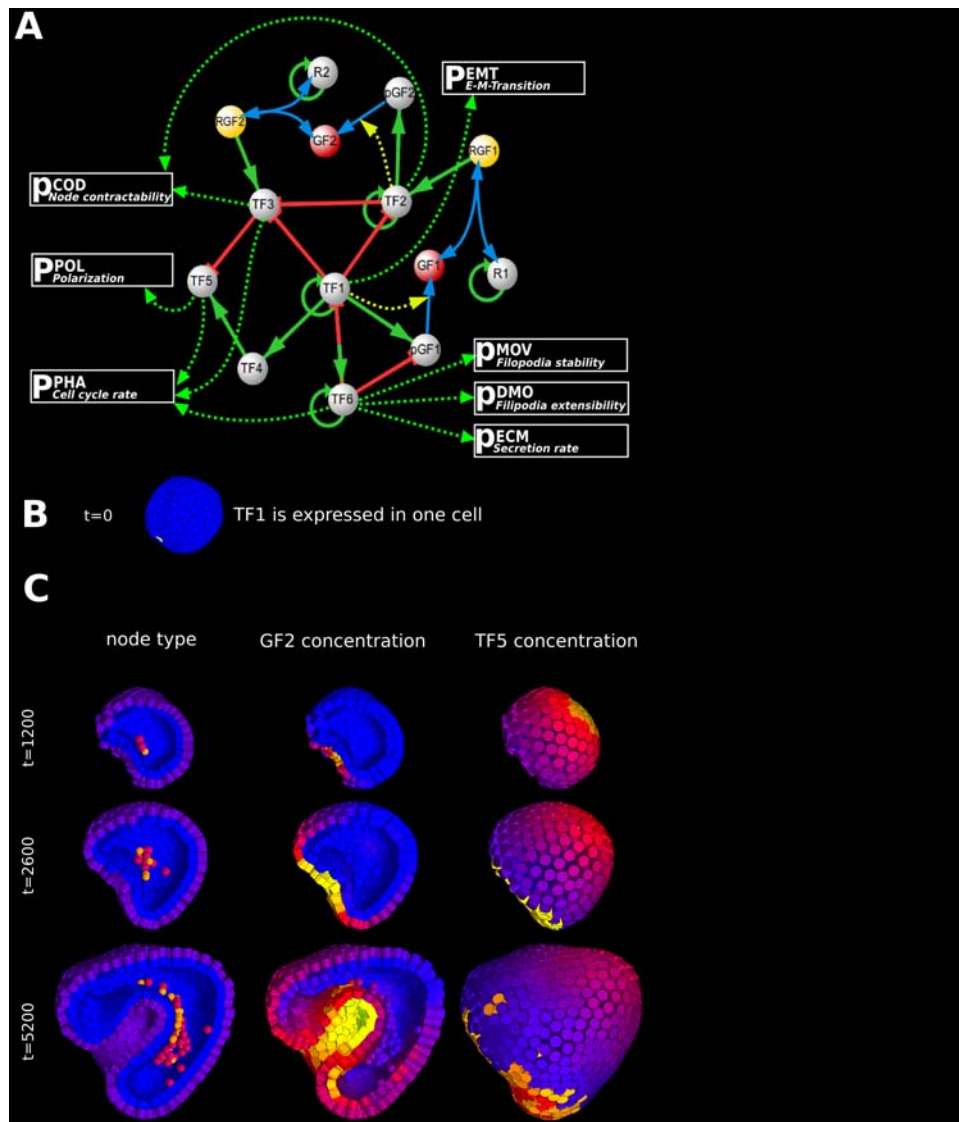 A
R2
pGF2
PEMT
E-M-Transition
RGF2
GF2
RGF1
pCOD
Node contractability
TF3
TF2
PPOL
Polarization
TF5
TF1
GF1
R1
TF4
pGF1
pMOV
Filopodia stability
PPHA
Cell cycle rate
TF6
pDMO
Filipodia extensibility
pECM
Secretion rate
B
t=0
TF1 is expressed in one cell
C
node type
GF2 concentration
TF5 concentration
t=1200
t=2600
t=5200